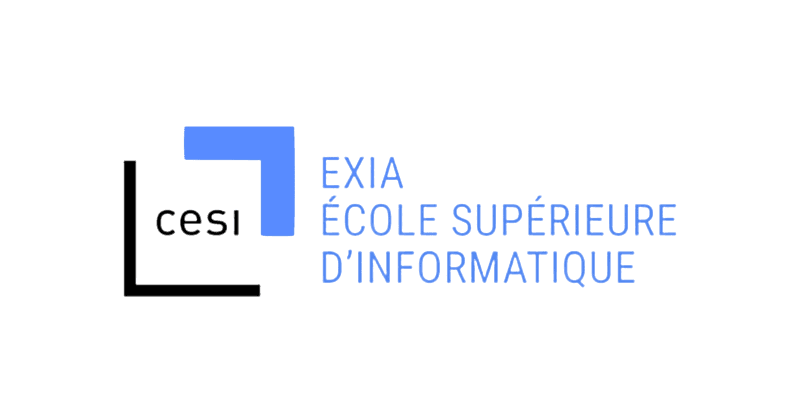 cesi
EXIA
ÉCOLE SUPÉRIEURE
D'INFORMATIQUE